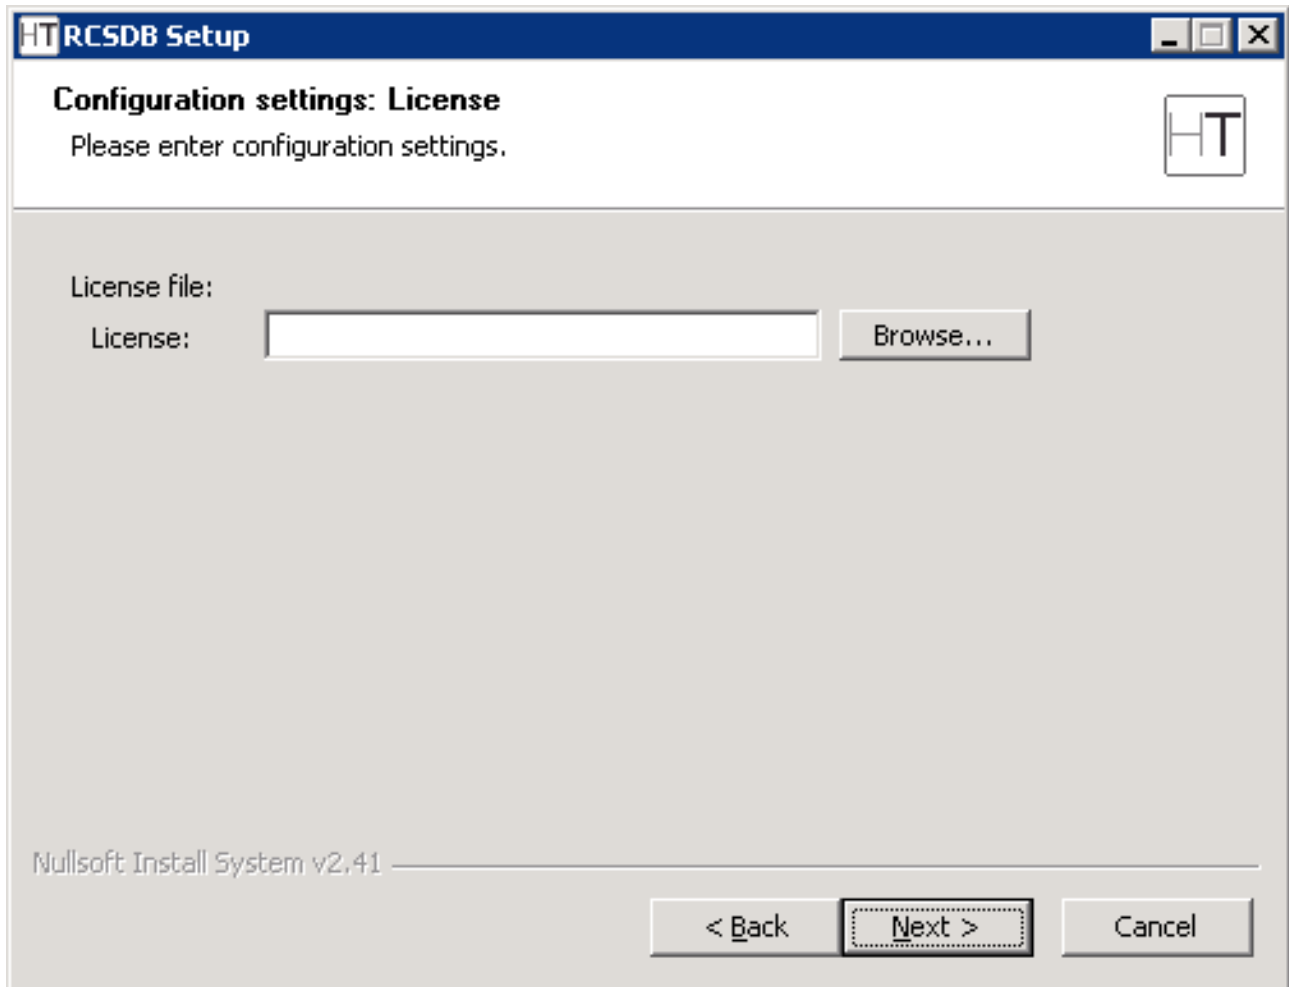 HT RCSDB Setup
Configuration settings: License
Please enter configuration settings.
HT
License file:
License:
Browse...
Nullsoft Install System v2.41
< Back
Next >
Cancel